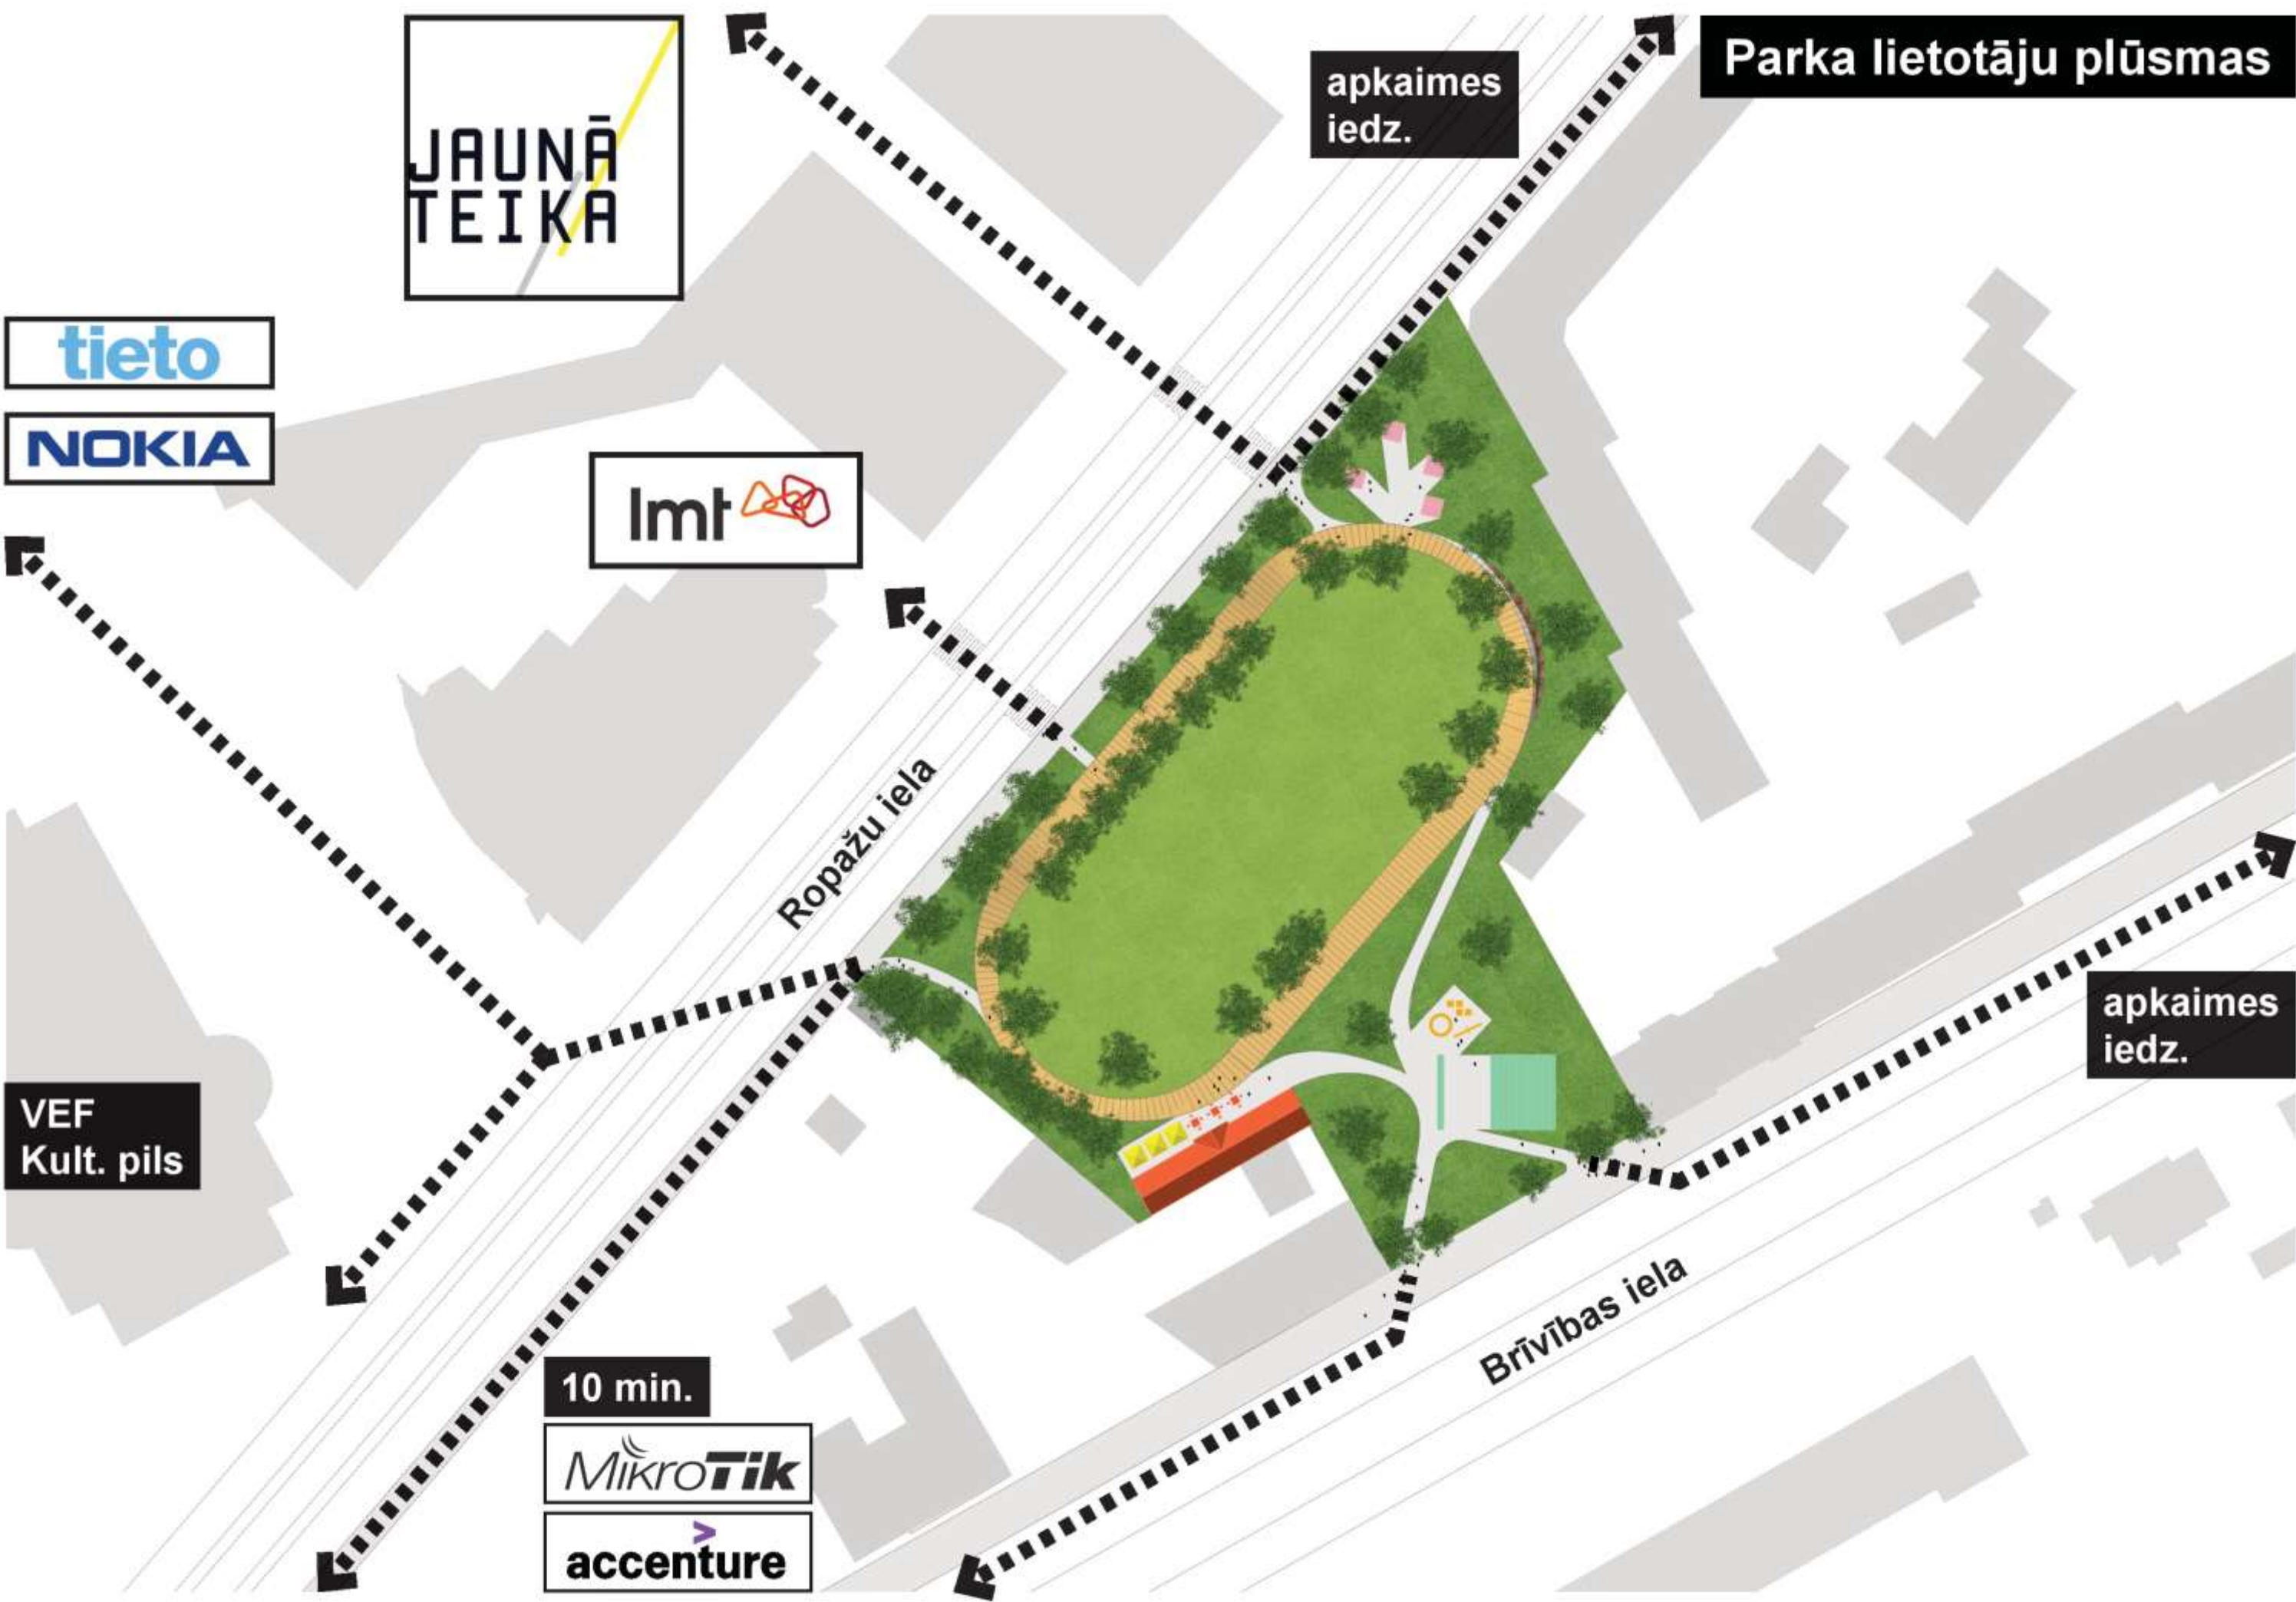 Parka lietotāju plūsmas
apkaimes
iedz.
JAUNĀ
TEIKA
tieto
NOKIA
lmt
Ropažu iela
apkaimes
iedz.
VEF
Kult. pils
Brīvības iela
10 min.
MikroTik
>
accenture